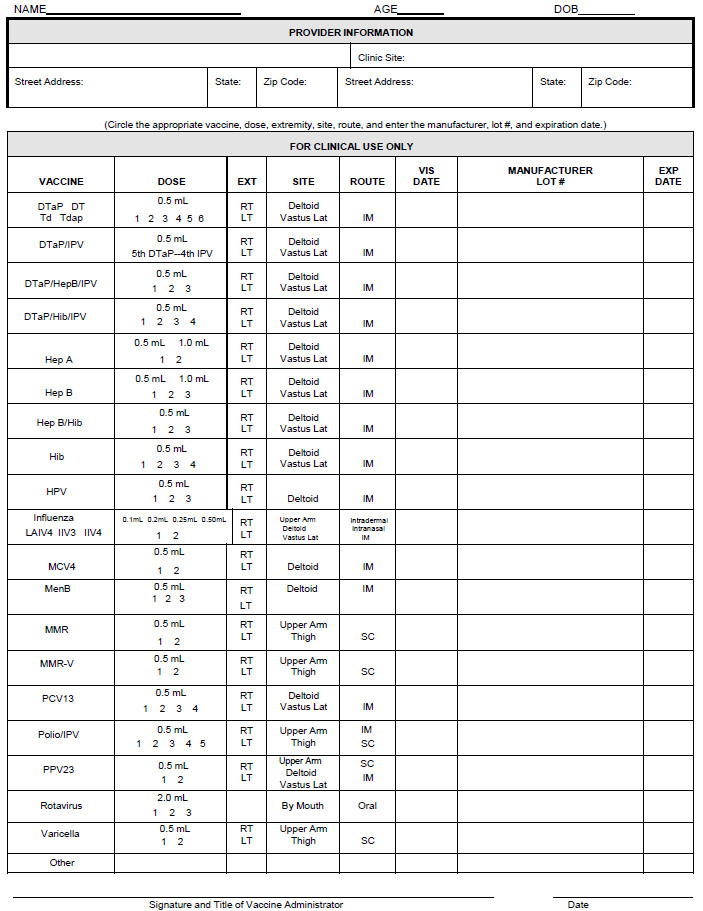 NAME AGE DOB
PROVIDER INFORMATION
Clinic Site:
Street Address: State: Zip Code: Street Address: State: Zip Code:
(Circle the appropriate vaccine, dose, extremity, site, route, and enter the manufacturer, lot #, and expiration date.)
FOR CLINICAL USE ONLY
VACCINE DOSE EXT SITE ROUTE VIS DATE MANUFACTURER LOT # EXP DATE
DTaP DT 0.5 mL RT Deltoid
Td Tdap 1 2 3 4 5 6 LT Vastus Lat IM
DTaP/IPV 0.5 mL RT Deltoid
5th DTaP--4th IPV LT Vastus Lat IM
DTaP/HepB/IPV 0.5 mL RT Deltoid
1 2 3 LT Vastus Lat IM
DTaP/Hib/IPV 0.5 mL RT Deltoid
1 2 3 4 LT Vastus Lat IM
0.5 mL 1.0 mL RT Deltoid
Hep A 1 2 LT Vastus Lat IM
0.5 mL 1.0 mL RT Deltoid
Hep B 1 2 3 LT Vastus Lat IM
Hep B/Hib 0.5 mL RT Deltoid
1 2 3 LT Vastus Lat IM
Hib 0.5 mL RT Deltoid
1 2 3 4 LT Vastus Lat IM
HPV 0.5 mL RT
1 2 3 LT Deltoid IM
Influenza 0.1mL 0.2mL 0.25mL 0.50mL RT Upper Arm Intradermal
LAIV4 IIV3 IIV4 1 2 LT Deltoid Intranasal
Vastus Lat IM
0.5 mL RT
MCV4 1 2 LT Deltoid IM
MenB 0.5 mL RT Deltoid IM
1 2 3 LT
MMR 0.5 mL RT Upper Arm
1 2 LT Thigh SC
MMR-V 0.5 mL RT Upper Arm
1 2 LT Thigh SC
PCV13 0.5 mL RT Deltoid
1 2 3 4 LT Vastus Lat IM
Polio/IPV 0.5 mL RT Upper Arm IM
1 2 3 4 5 LT Thigh SC
PPV23 0.5 mL RT Upper Arm SC
1 2 LT Deltoid IM
Vastus Lat
Rotavirus 2.0 mL By Mouth Oral
1 2 3
Varicella 0.5 mL RT Upper Arm
1 2 LT Thigh SC
Other
Signature and Title of Vaccine Administrator Date